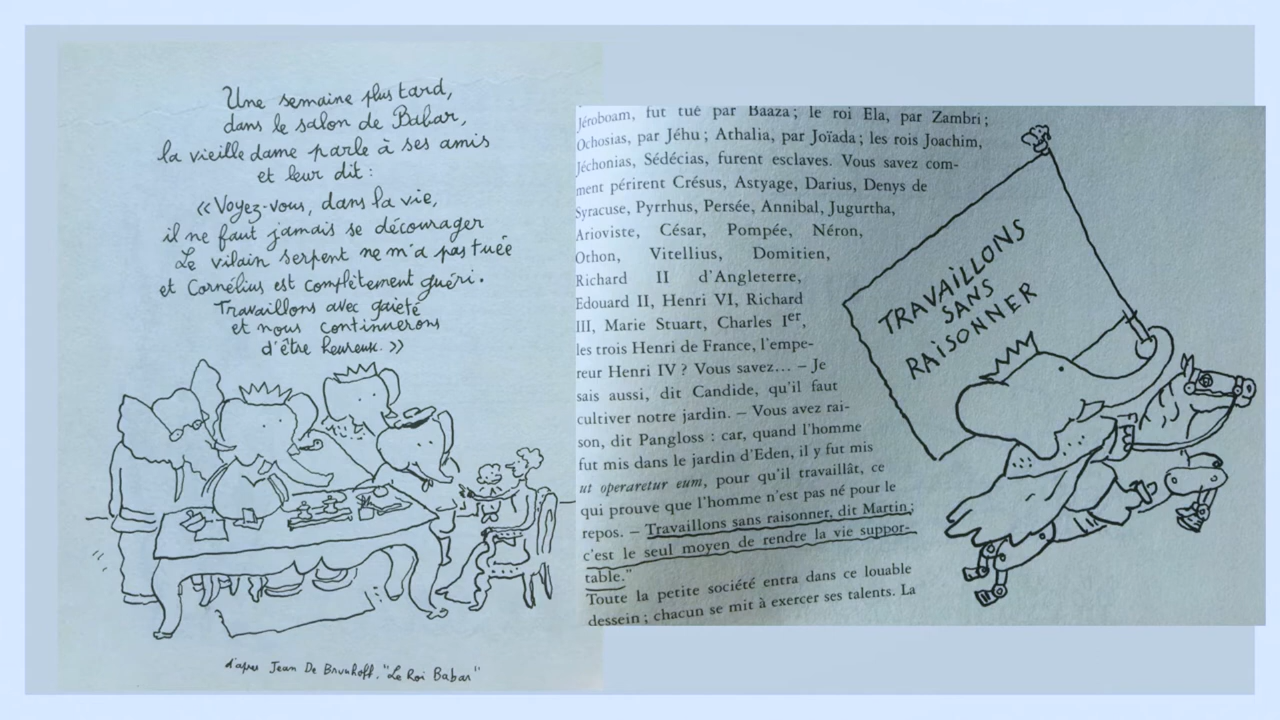 Une semaine plus tard,
dans le salon de Babar,
la vieille dame parle à ses amis
et leur dit :
« Voyez-vous, dans la vie,
il ne faut jamais se décourager
Le vilain serpent ne m'a pas tuée
et Cornélius est complètement guéri.
Travaillons avec gaieté
et nous continuerons
d'être heureux. »
d'apres Jean De Brunhoff. "Le Roi Babar"
Jéroboam, fut tué par Baaza ; le roi Ela, par Zambri ;
Ochosias, par Jéhu ; Athalia, par Joïada ; les rois Joachim,
Jéchonias, Sédécias, furent esclaves. Vous savez com-
ment périrent Crésus, Astyage, Darius, Denys de
Syracuse, Pyrrhus, Persée, Annibal, Jugurtha,
Arioviste, César, Pompée, Néron,
Othon, Vitellius, Domitien,
Richard II d'Angleterre,
Edouard II, Henri VI, Richard
III, Marie Stuart, Charles Ier,
les trois Henri de France, l'empe-
reur Henri IV ? Vous savez... – Je
sais aussi, dit Candide, qu'il faut
cultiver notre jardin. – Vous avez rai-
son, dit Pangloss : car, quand l'homme
fut mis dans le jardin d'Eden, il y fut mis
ut operaretur eum, pour qu'il travaillât, ce
qui prouve que l'homme n'est pas né pour le
repos. – Travaillons sans raisonner, dit Martin ;
c'est le seul moyen de rendre la vie suppor-
table."
Toute la petite société entra dans ce louable
dessein ; chacun se mit à exercer ses talents. La
TRAVAILLONS
SANS
RAISONNER